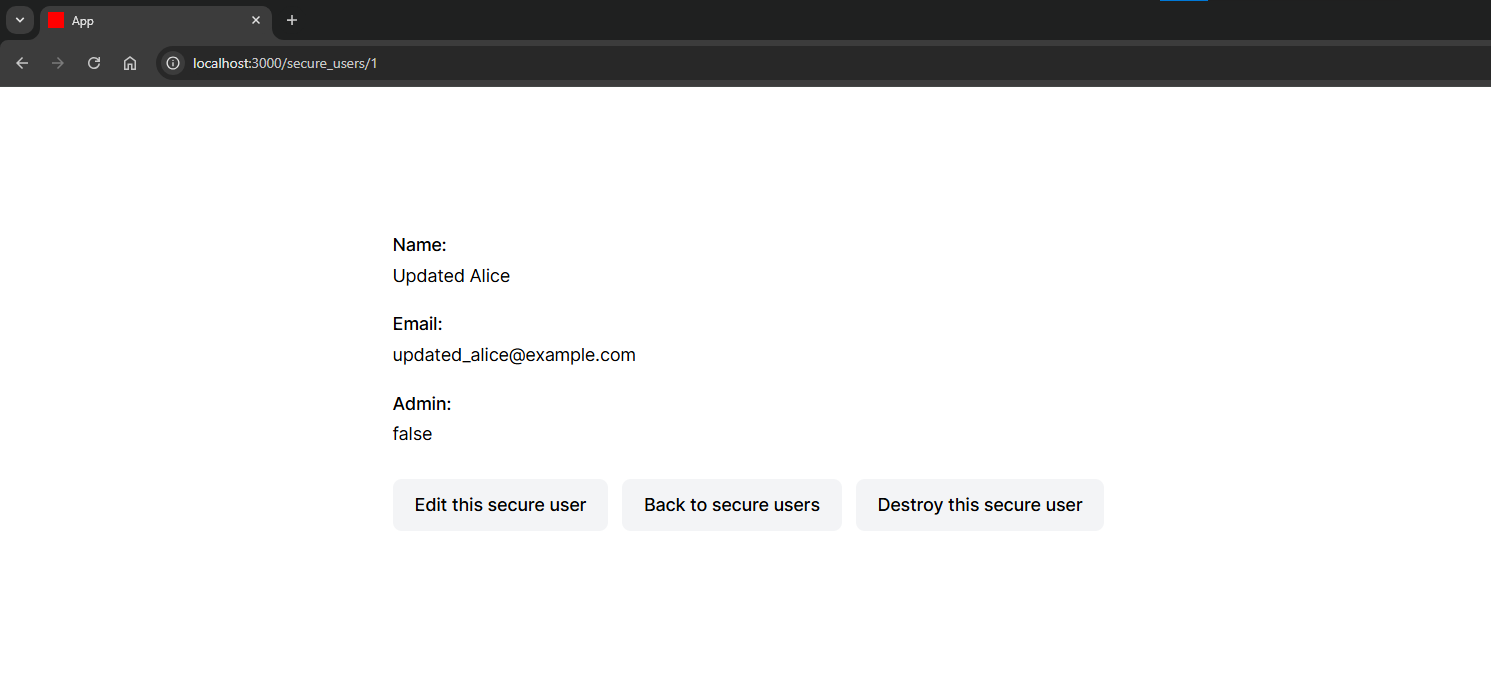 App
localhost:3000/secure_users/1
Name:
Updated Alice
Email:
updated_alice@example.com
Admin:
false
Edit this secure user
Back to secure users
Destroy this secure user